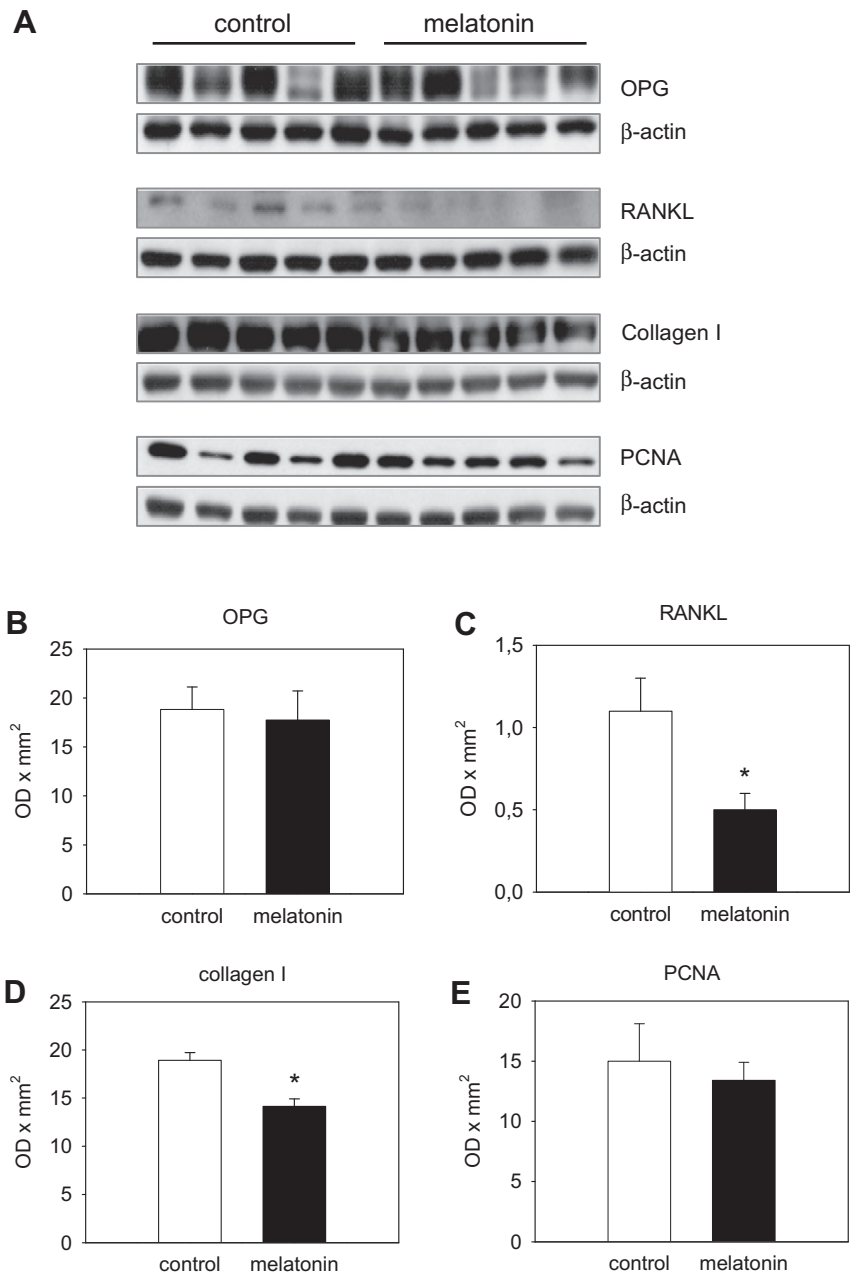 A
control melatonin
OPG
β-actin
RANKL
β-actin
Collagen I
β-actin
PCNA
β-actin
B
OPG
25
20
15
10
5
0
OD x mm²
control melatonin
C
RANKL
1,5
1,0
0,5
0,0
OD x mm²
*
control melatonin
D
collagen I
25
20
15
10
5
0
OD x mm²
*
control melatonin
E
PCNA
20
15
10
5
0
OD x mm²
control melatonin